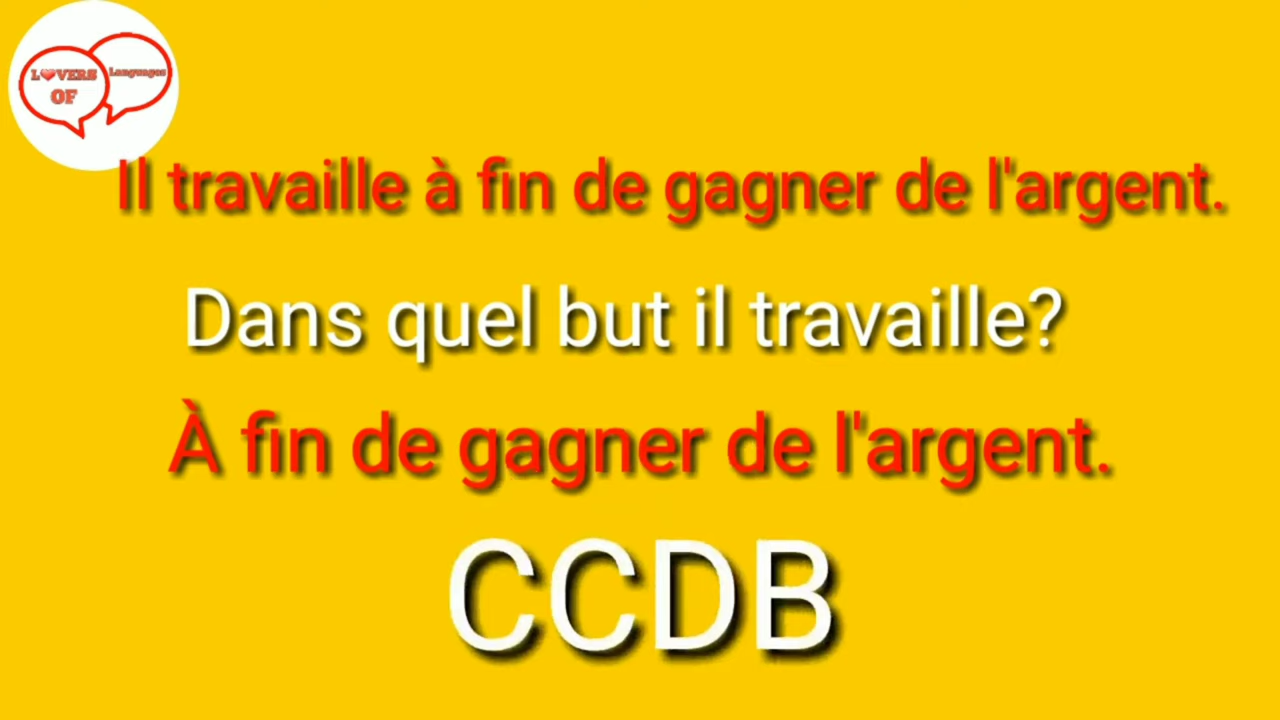 L❤VERS
OF
Languages
Il travaille à fin de gagner de l'argent.
Dans quel but il travaille?
À fin de gagner de l'argent.
CCDB